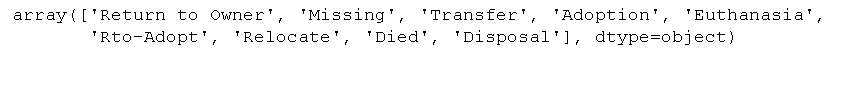 array(['Return to Owner', 'Missing', 'Transfer', 'Adoption', 'Euthanasia',
'Rto-Adopt', 'Relocate', 'Died', 'Disposal'], dtype=object)